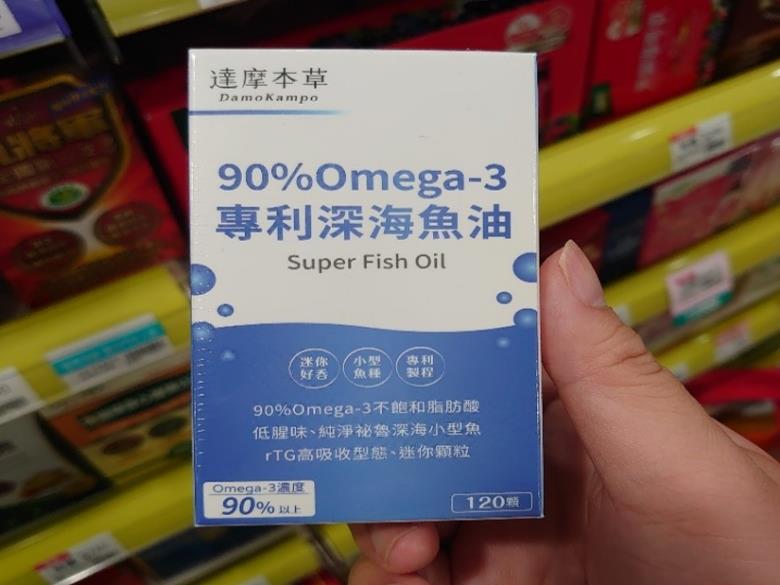 達摩本草
DamoKampo
90%Omega-3
專利深海魚油
Super Fish Oil
迷你
好吞
小型
魚種
專利
製程
90%Omega-3不飽和脂肪酸
低腥味、純淨祕魯深海小型魚
rTG高吸收型態、迷你顆粒
Omega-3濃度
90%以上
120顆